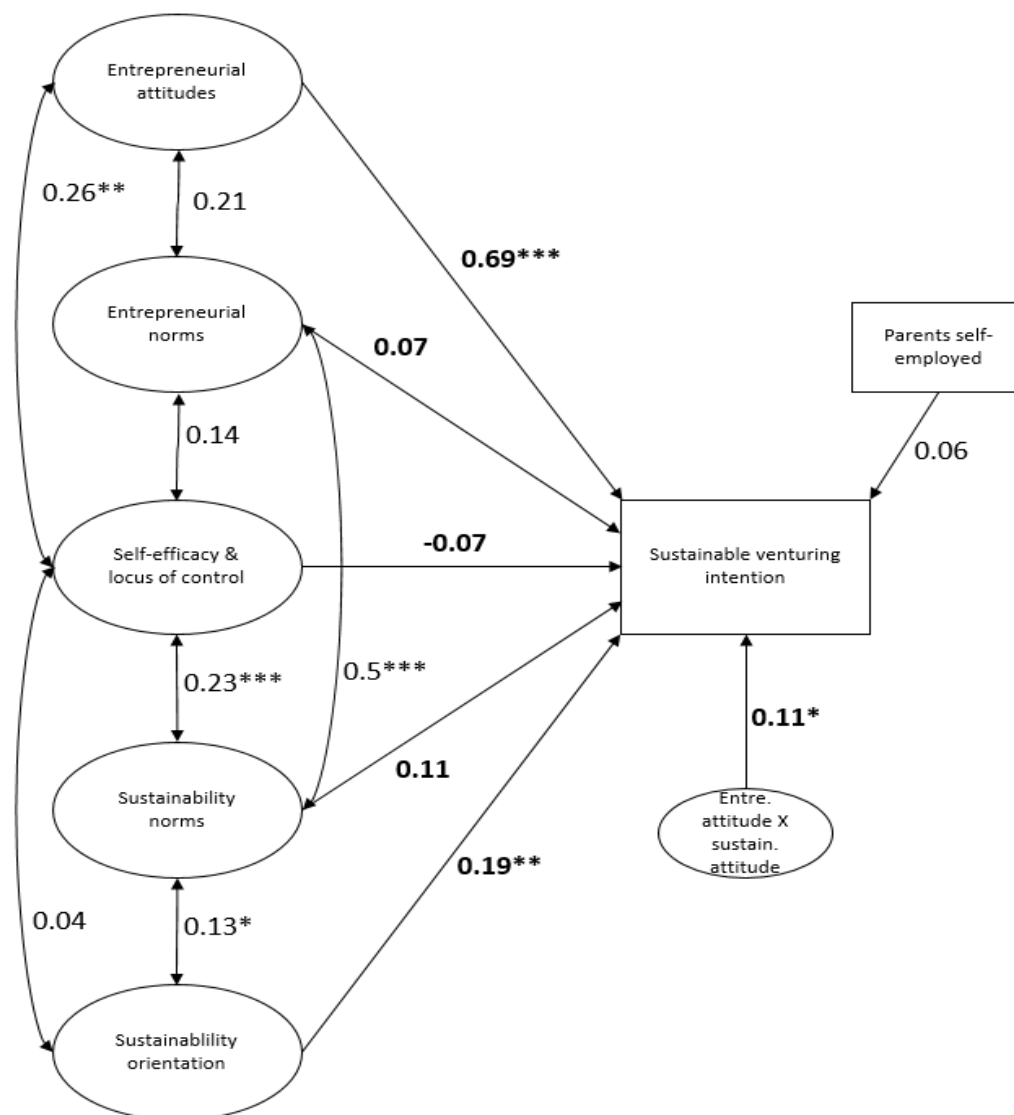 Entrepreneurial
attitudes
0.26**
0.21
0.69***
Entrepreneurial
norms
0.07
Parents self-
employed
0.14
0.06
Self-efficacy &
locus of control
-0.07
Sustainable venturing
intention
0.23***
0.5***
0.11*
Sustainability
norms
0.11
Entre.
attitude X
sustain.
attitude
0.19**
0.04
0.13*
Sustainablility
orientation